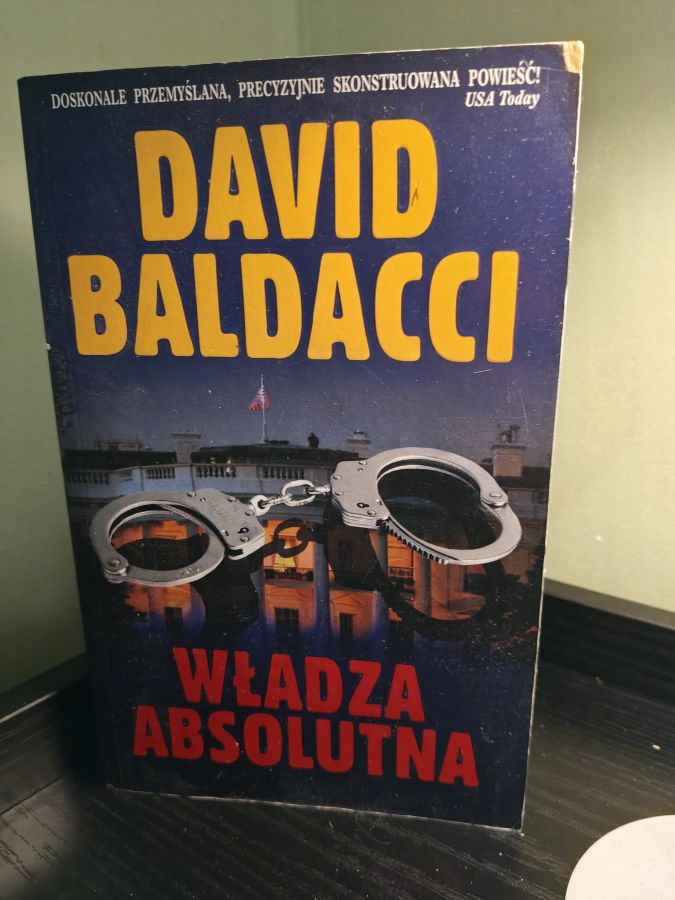 DOSKONALE PRZEMYŚLANA, PRECYZYJNIE SKONSTRUOWANA POWIEŚĆ!
USA Today
DAVID
BALDACCI
WŁADZA
ABSOLUTNA